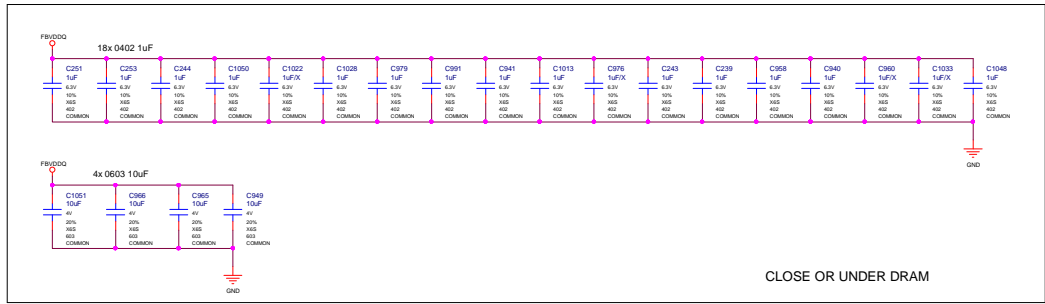 FBVDDQ
18x 0402 1uF
C251 C253 C244 C1050 C1022 C1028 C979 C991 C941 C1013 C976 C243 C239 C958 C940 C960 C1033 C1048
1uF 1uF 1uF 1uF 1uF/X 1uF 1uF 1uF 1uF 1uF 1uF/X 1uF 1uF 1uF 1uF 1uF/X 1uF/X 1uF
6.3V 6.3V 6.3V 6.3V 6.3V 6.3V 6.3V 6.3V 6.3V 6.3V 6.3V 6.3V 6.3V 6.3V 6.3V 6.3V 6.3V 6.3V
10% 10% 10% 10% 10% 10% 10% 10% 10% 10% 10% 10% 10% 10% 10% 10% 10% 10%
X6S X6S X6S X6S X6S X6S X6S X6S X6S X6S X6S X6S X6S X6S X6S X6S X6S X6S
402 402 402 402 402 402 402 402 402 402 402 402 402 402 402 402 402 402
COMMON COMMON COMMON COMMON COMMON COMMON COMMON COMMON COMMON COMMON COMMON COMMON COMMON COMMON COMMON COMMON COMMON COMMON
GND
FBVDDQ
4x 0603 10uF
C1051 C966 C965 C949
10uF 10uF 10uF 10uF
4V 4V 4V 4V
20% 20% 20% 20%
X6S X6S X6S X6S
603 603 603 603
COMMON COMMON COMMON COMMON
GND
CLOSE OR UNDER DRAM